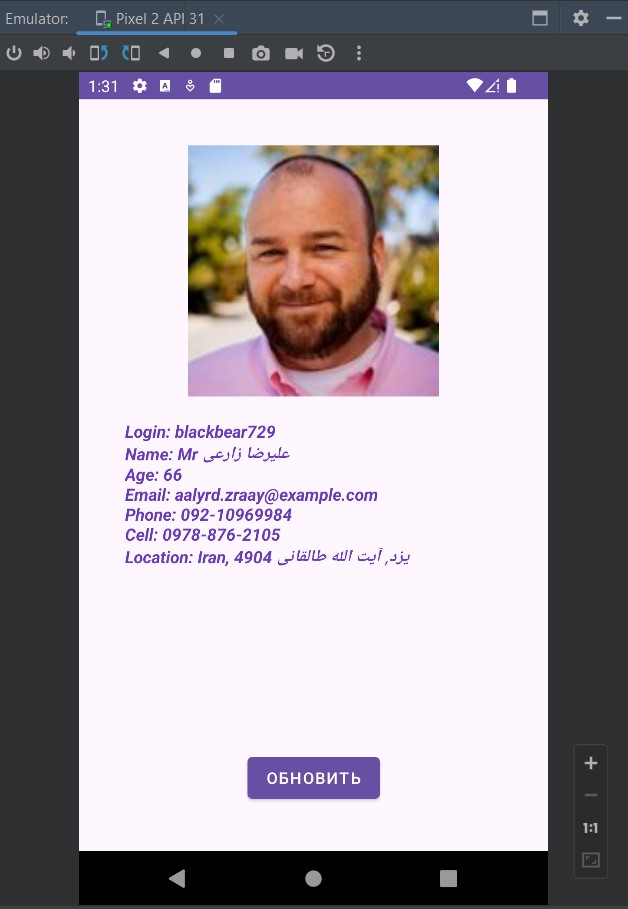 Emulator:
Pixel 2 API 31
1:31
Login: blackbear729
Name: Mr علیرضا زارعی
Age: 66
Email: aalyrd.zraay@example.com
Phone: 092-10969984
Cell: 0978-876-2105
Location: Iran, 4904 یزد, آیت الله طالقانی
ОБНОВИТЬ
1:1